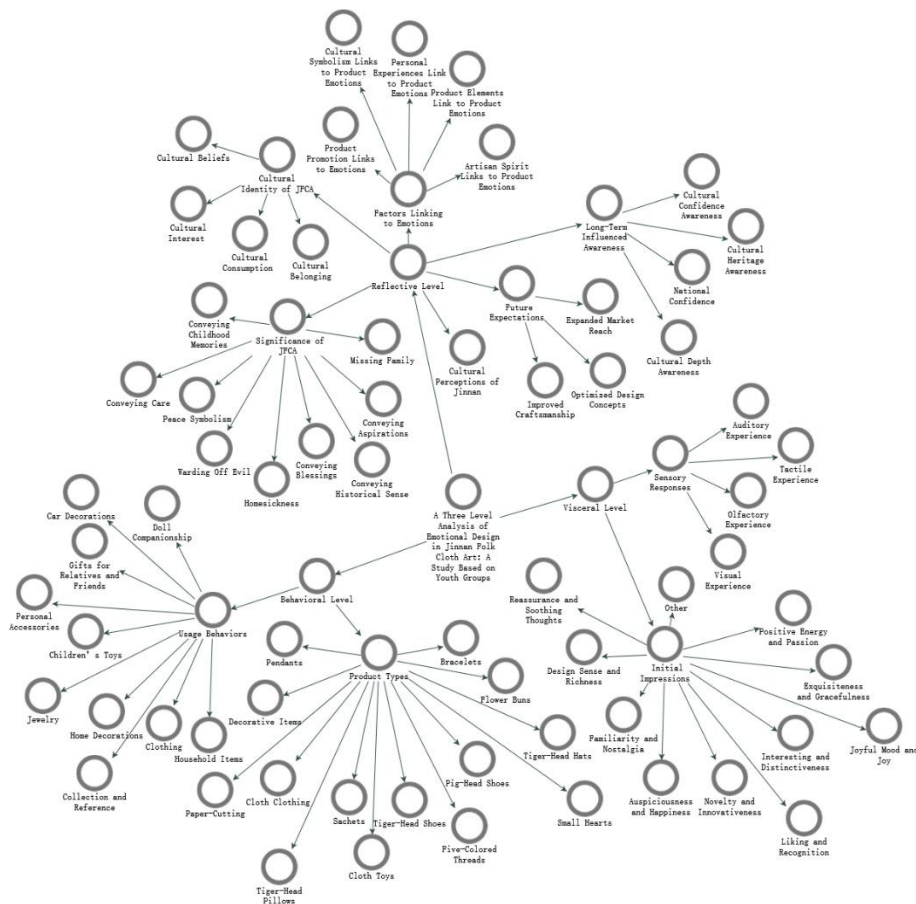 Cultural
Symbolism Links
to Product
Emotions
Personal
Experiences Link
to Product
Emotions
Product Elements
Link to Product
Emotions
Product
Promotion Links
to Emotions
Artisan Spirit
Links to Product
Emotions
Cultural Beliefs
Cultural
Identity of JFCA
Factors Linking
to Emotions
Cultural
Confidence
Awareness
Cultural
Interest
Cultural
Consumption
Cultural
Belonging
Long-Term
Influenced
Awareness
Cultural
Heritage
Awareness
Reflective Level
National
Confidence
Future
Expectations
Expanded Market
Reach
Conveying
Childhood
Memories
Significance of
JFCA
Missing Family
Cultural
Perceptions of
Jinnan
Cultural Depth
Awareness
Conveying Care
Improved
Craftsmanship
Optimized Design
Concepts
Peace Symbolism
Conveying
Aspirations
Warding Off Evil
Homesickness
Conveying
Blessings
Conveying
Historical Sense
Auditory
Experience
Sensory
Responses
Tactile
Experience
Visceral Level
Olfactory
Experience
Visual
Experience
A Three Level
Analysis of
Emotional Design
in Jinnan Folk
Cloth Art: A
Study Based on
Youth Groups
Car Decorations
Doll
Companionship
Gifts for
Relatives and
Friends
Behavioral Level
Personal
Accessories
Usage Behaviors
Children's Toys
Jewelry
Home Decorations
Clothing
Household Items
Collection and
Reference
Pendants
Product Types
Bracelets
Decorative Items
Flower Buns
Tiger-Head Hats
Paper-Cutting
Cloth Clothing
Sachets
Tiger-Head Shoes
Pig-Head Shoes
Small Hearts
Five-Colored
Threads
Cloth Toys
Tiger-Head
Pillows
Reassurance and
Soothing
Thoughts
Other
Positive Energy
and Passion
Design Sense and
Richness
Initial
Impressions
Exquisiteness
and Gracefulness
Familiarity and
Nostalgia
Joyful Mood and
Joy
Interesting and
Distinctiveness
Auspiciousness
and Happiness
Novelty and
Innovativeness
Liking and
Recognition